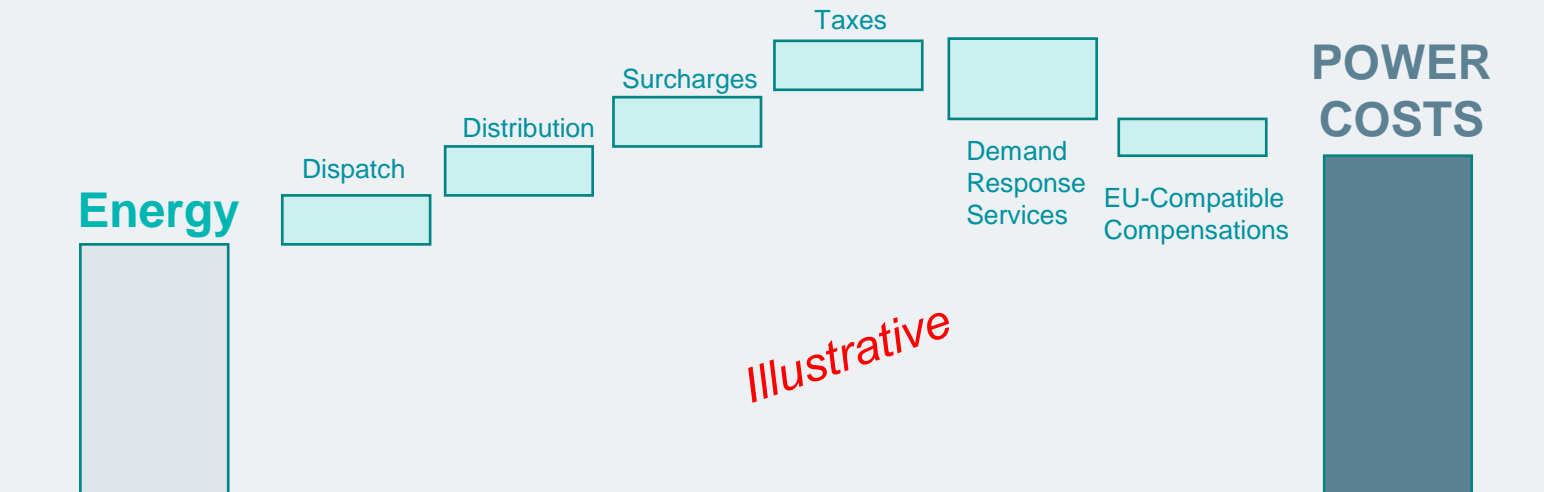 Energy
Dispatch
Distribution
Surcharges
Taxes
Demand
Response
Services
EU-Compatible
Compensations
POWER
COSTS
Illustrative